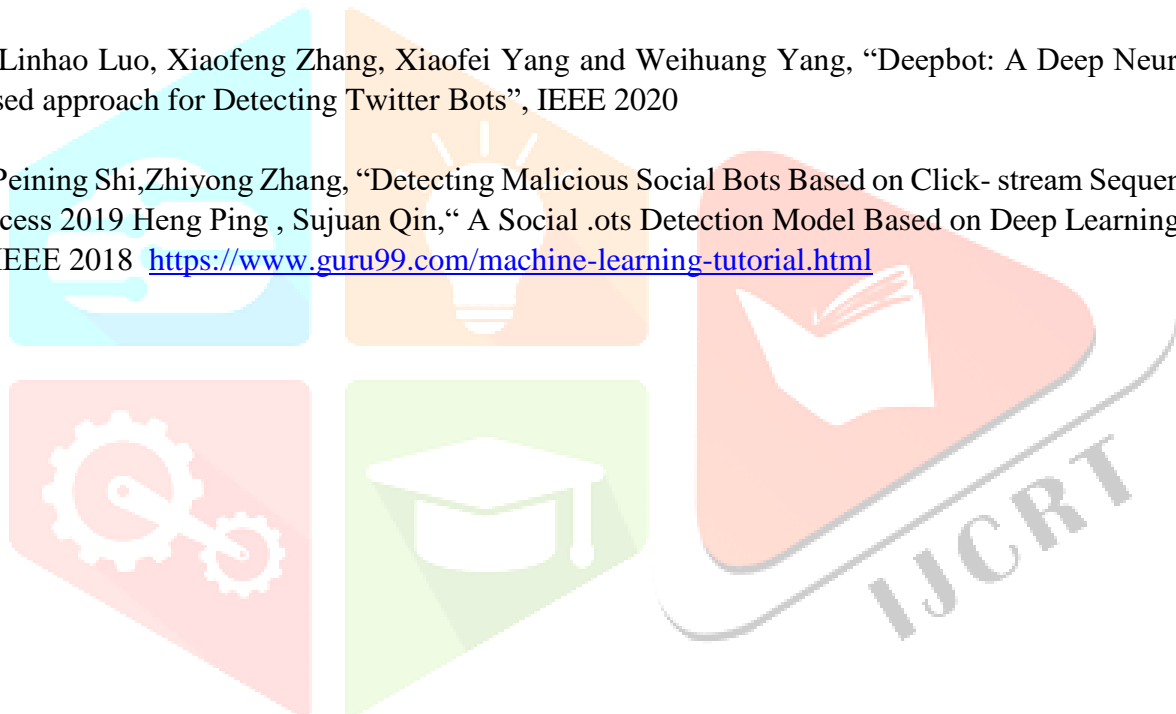 Linhao Luo, Xiaofeng Zhang, Xiaofei Yang and Weihuang Yang, “Deepbot: A Deep Neur
sed approach for Detecting Twitter Bots”, IEEE 2020
Peining Shi,Zhiyong Zhang, “Detecting Malicious Social Bots Based on Click- stream Sequen
cess 2019 Heng Ping , Sujuan Qin,“ A Social .ots Detection Model Based on Deep Learning
IEEE 2018 https://www.guru99.com/machine-learning-tutorial.html
IJCRT